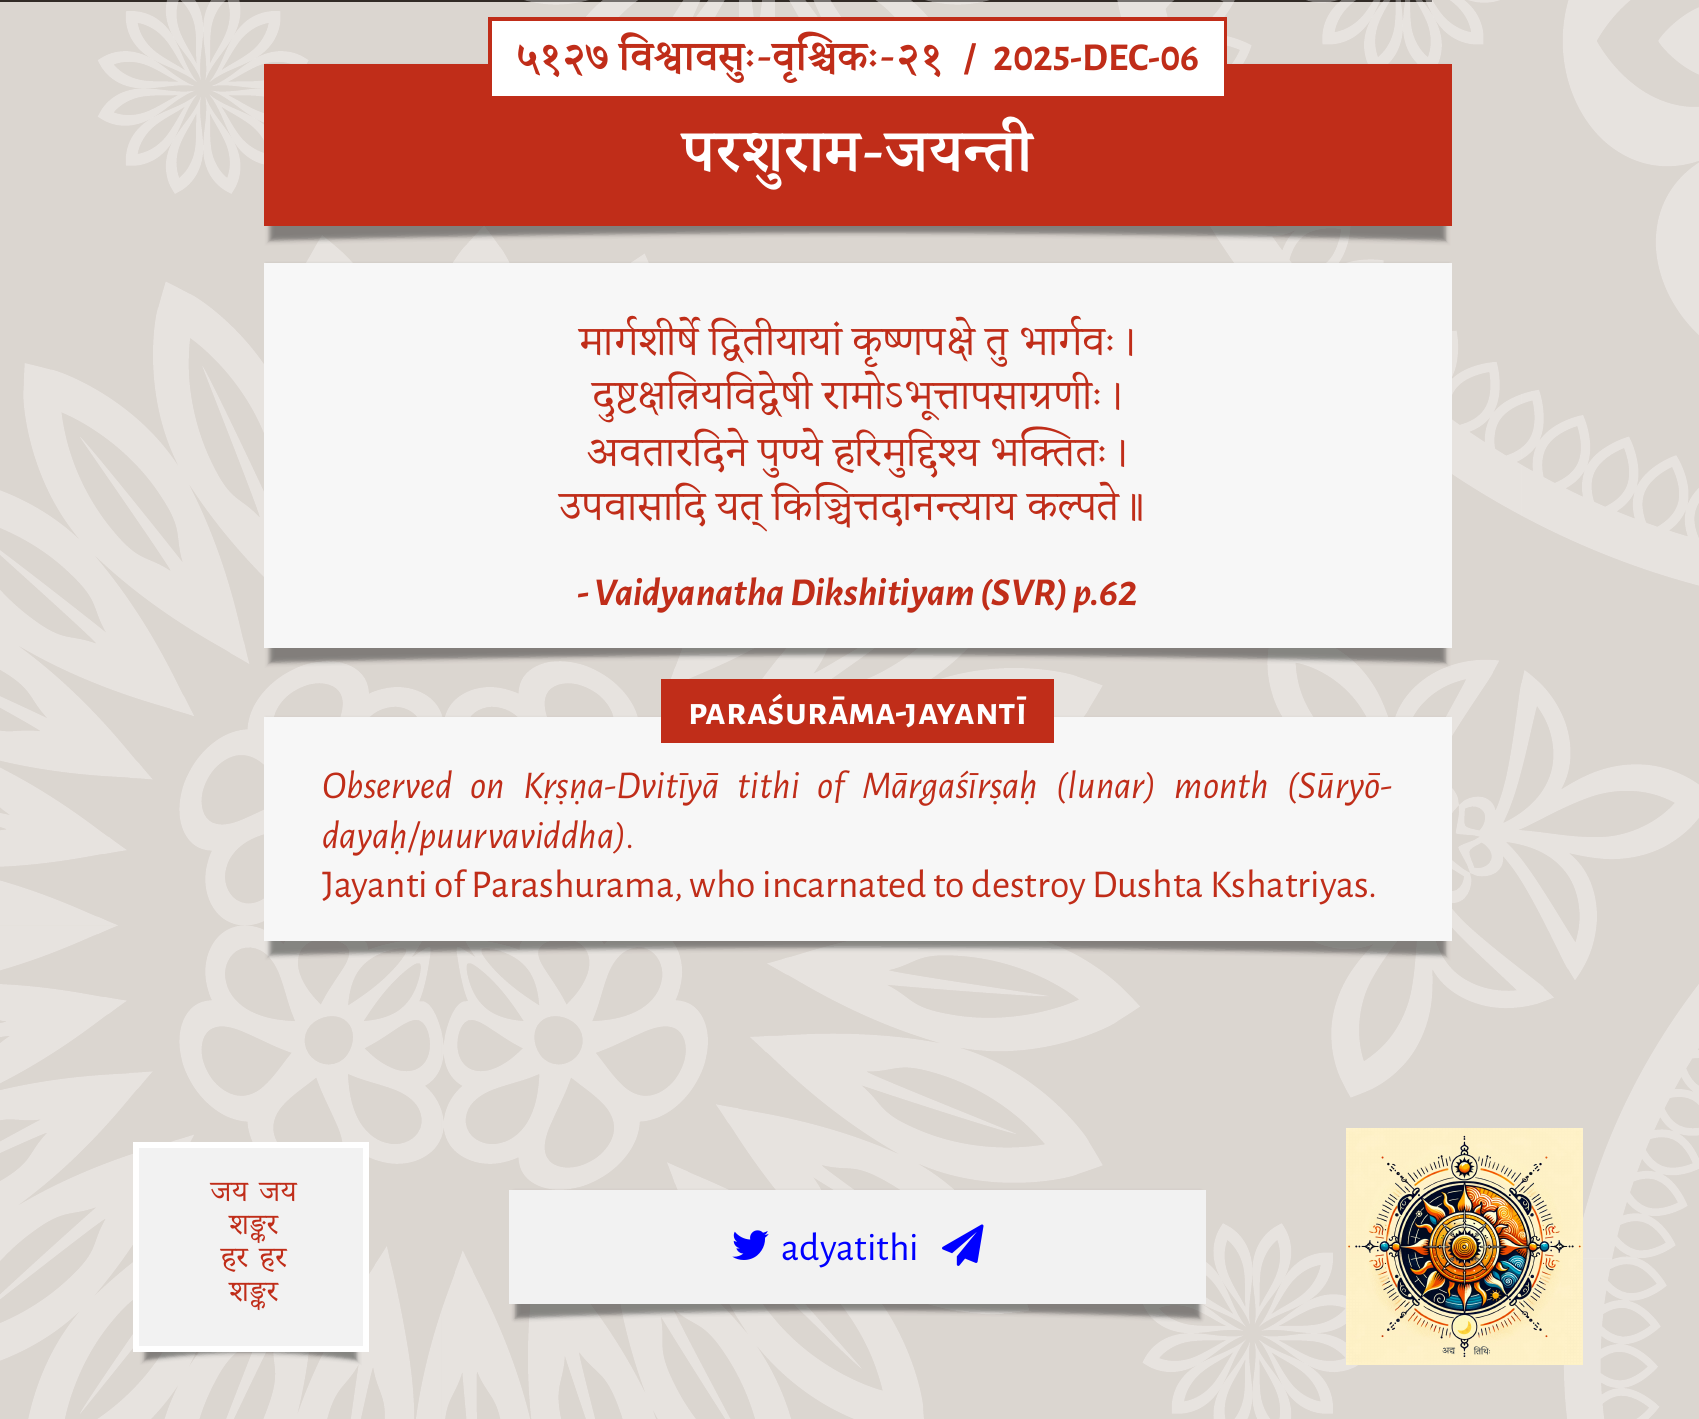 ५१२७ विश्वावसुः-वृश्चिकः-२१ / 2025-DEC-06
परशुराम-जयन्ती
मार्गशीर्षे द्वितीयायां कृष्णपक्षे तु भार्गवः।
दुष्टक्षत्रियविद्वेषी रामोऽभूत्तापसाग्रणीः।
अवतारदिने पुण्ये हरिमुद्दिश्य भक्तितः।
उपवासादि यत् किञ्चित्तदानन्त्याय कल्पते॥
- Vaidyanatha Dikshitiyam (SVR) p.62
PARAŚURĀMA-JAYANTĪ
Observed on Kṛṣṇa-Dvitīyā tithi of Mārgaśīrṣaḥ (lunar) month (Sūryō-
dayaḥ/puurvaviddha).
Jayanti of Parashurama, who incarnated to destroy Dushta Kshatriyas.
जय जय
शङ्कर
हर हर
शङ्कर
adyatithi
अद्य तिथिः